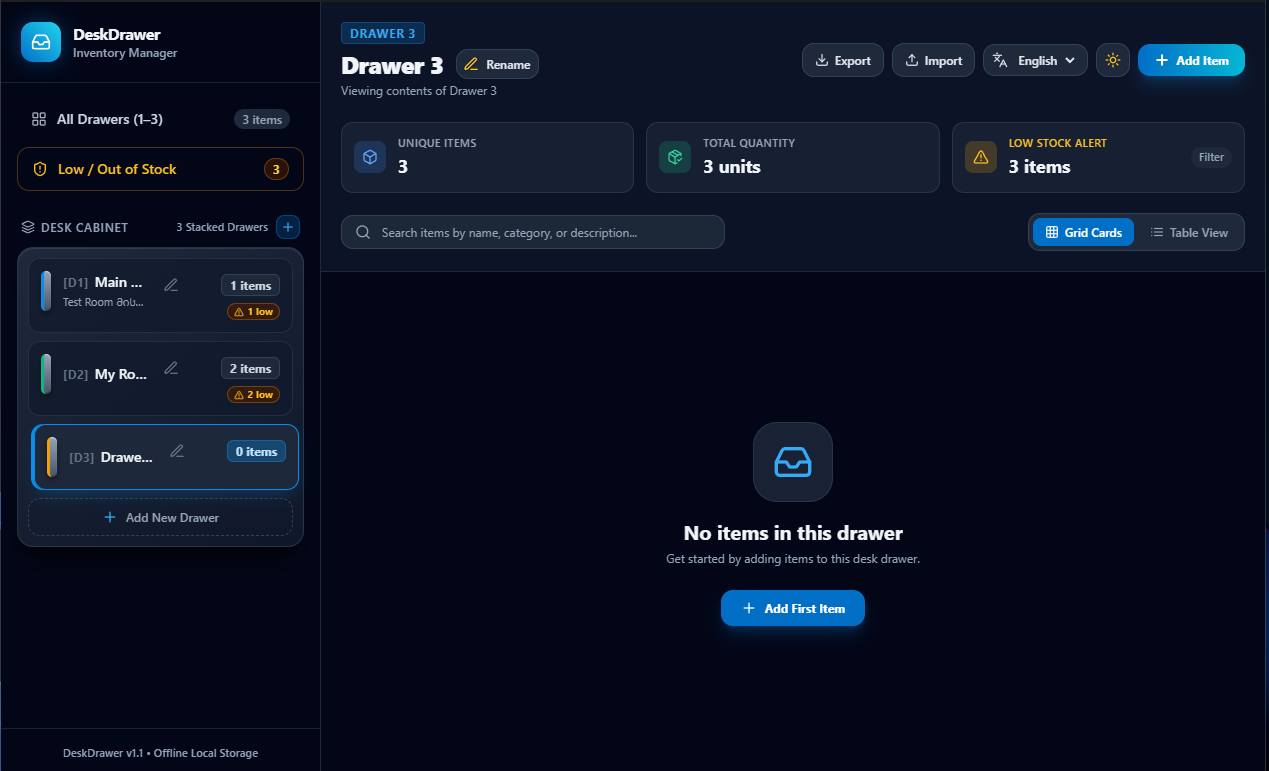 DeskDrawer
Inventory Manager
All Drawers (1–3)
3 items
Low / Out of Stock
3
DESK CABINET
3 Stacked Drawers
[D1] Main ...
1 items
Test Room მის...
1 low
[D2] My Ro...
2 items
2 low
[D3] Drawe...
0 items
Add New Drawer
DeskDrawer v1.1 • Offline Local Storage
DRAWER 3
Drawer 3
Rename
Viewing contents of Drawer 3
Export
Import
English
Add Item
UNIQUE ITEMS
3
TOTAL QUANTITY
3 units
LOW STOCK ALERT
3 items
Filter
Search items by name, category, or description...
Grid Cards
Table View
No items in this drawer
Get started by adding items to this desk drawer.
Add First Item